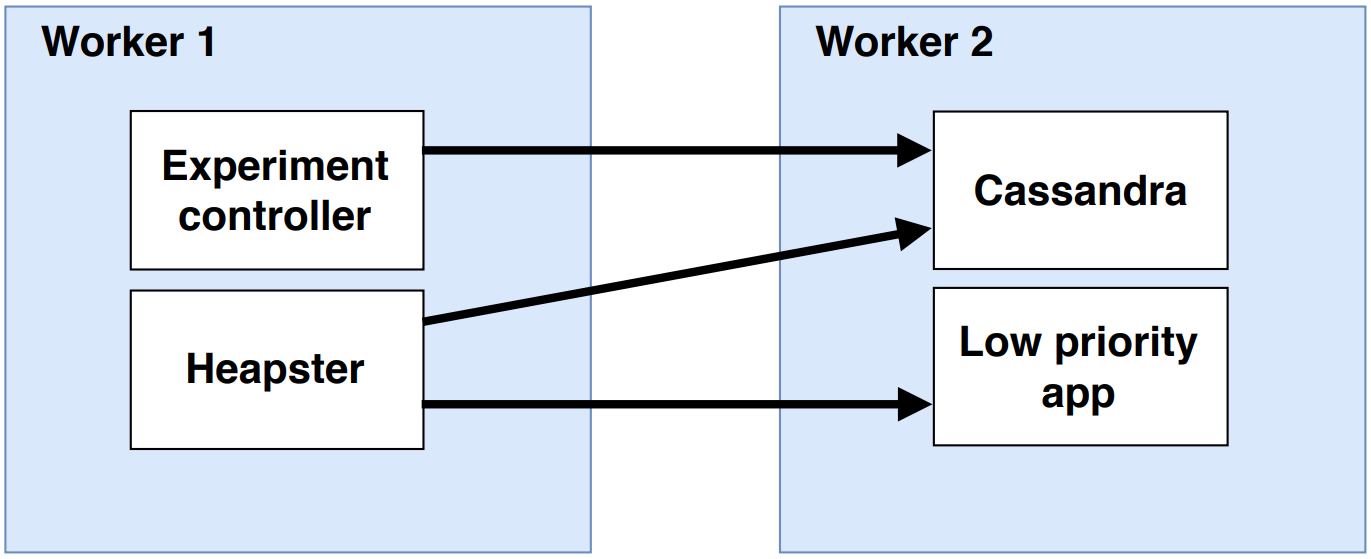 Worker 1
Experiment
controller
Heapster
Worker 2
Cassandra
Low priority
app